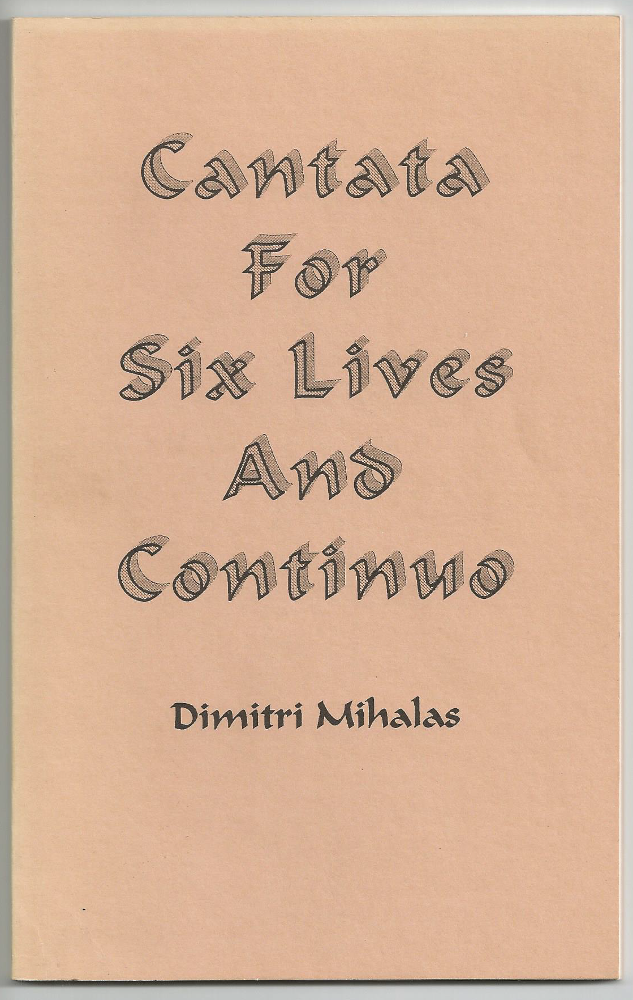 Cantata
For
Six Lives
And
Continuo
Dimitri Mihalas